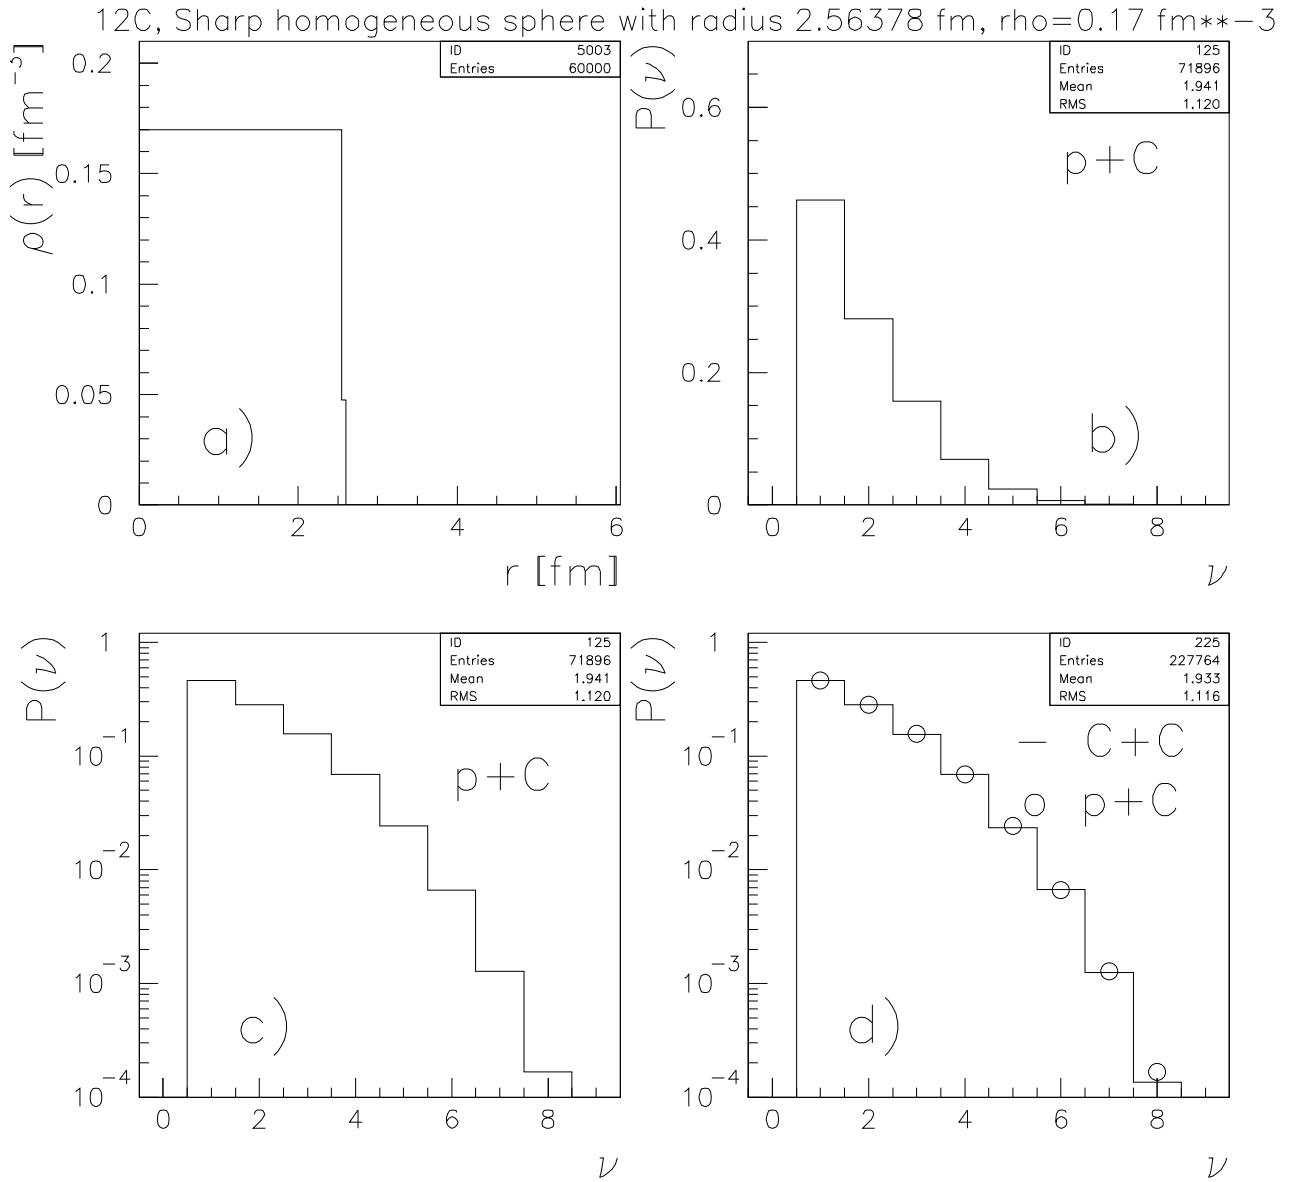 12C, Sharp homogeneous sphere with radius 2.56378 fm, rho=0.17 fm**-3
ρ(r) [fm⁻³]
0.2
0.15
0.1
0.05
0
ID 5003
Entries 60000
a)
0 2 4 6
r [fm]
P(ν)
0.6
0.4
0.2
0
ID 125
Entries 71896
Mean 1.941
RMS 1.120
p+C
b)
0 2 4 6 8
ν
P(ν)
1
10⁻¹
10⁻²
10⁻³
10⁻⁴
ID 125
Entries 71896
Mean 1.941
RMS 1.120
p+C
c)
0 2 4 6 8
ν
P(ν)
1
10⁻¹
10⁻²
10⁻³
10⁻⁴
ID 225
Entries 227764
Mean 1.933
RMS 1.116
– C+C
o p+C
d)
0 2 4 6 8
ν